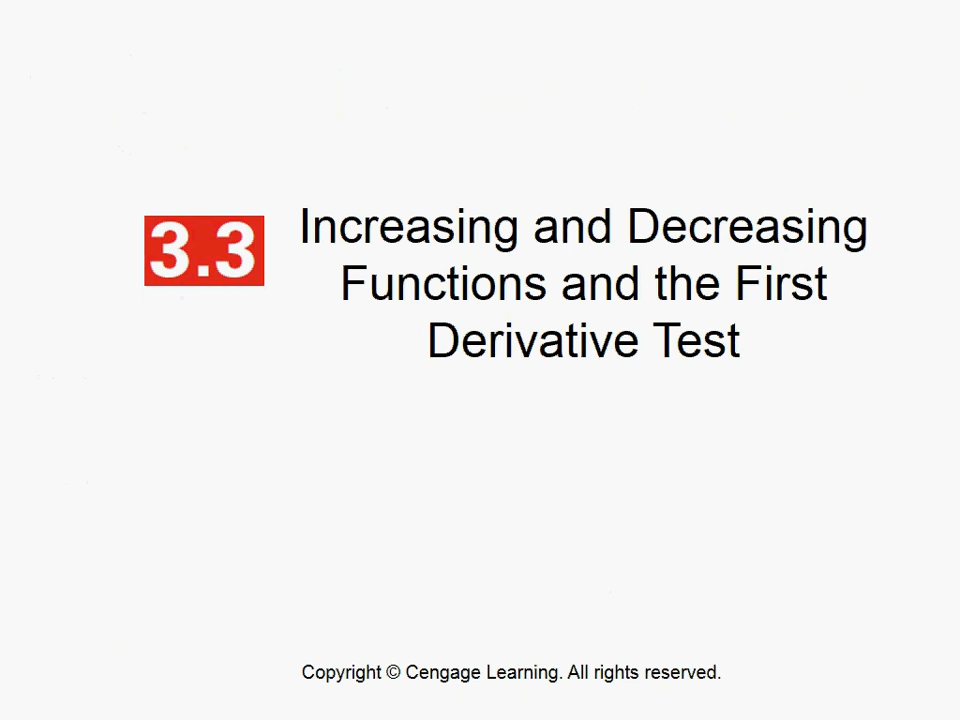 3.3
Increasing and Decreasing
Functions and the First
Derivative Test
Copyright © Cengage Learning. All rights reserved.